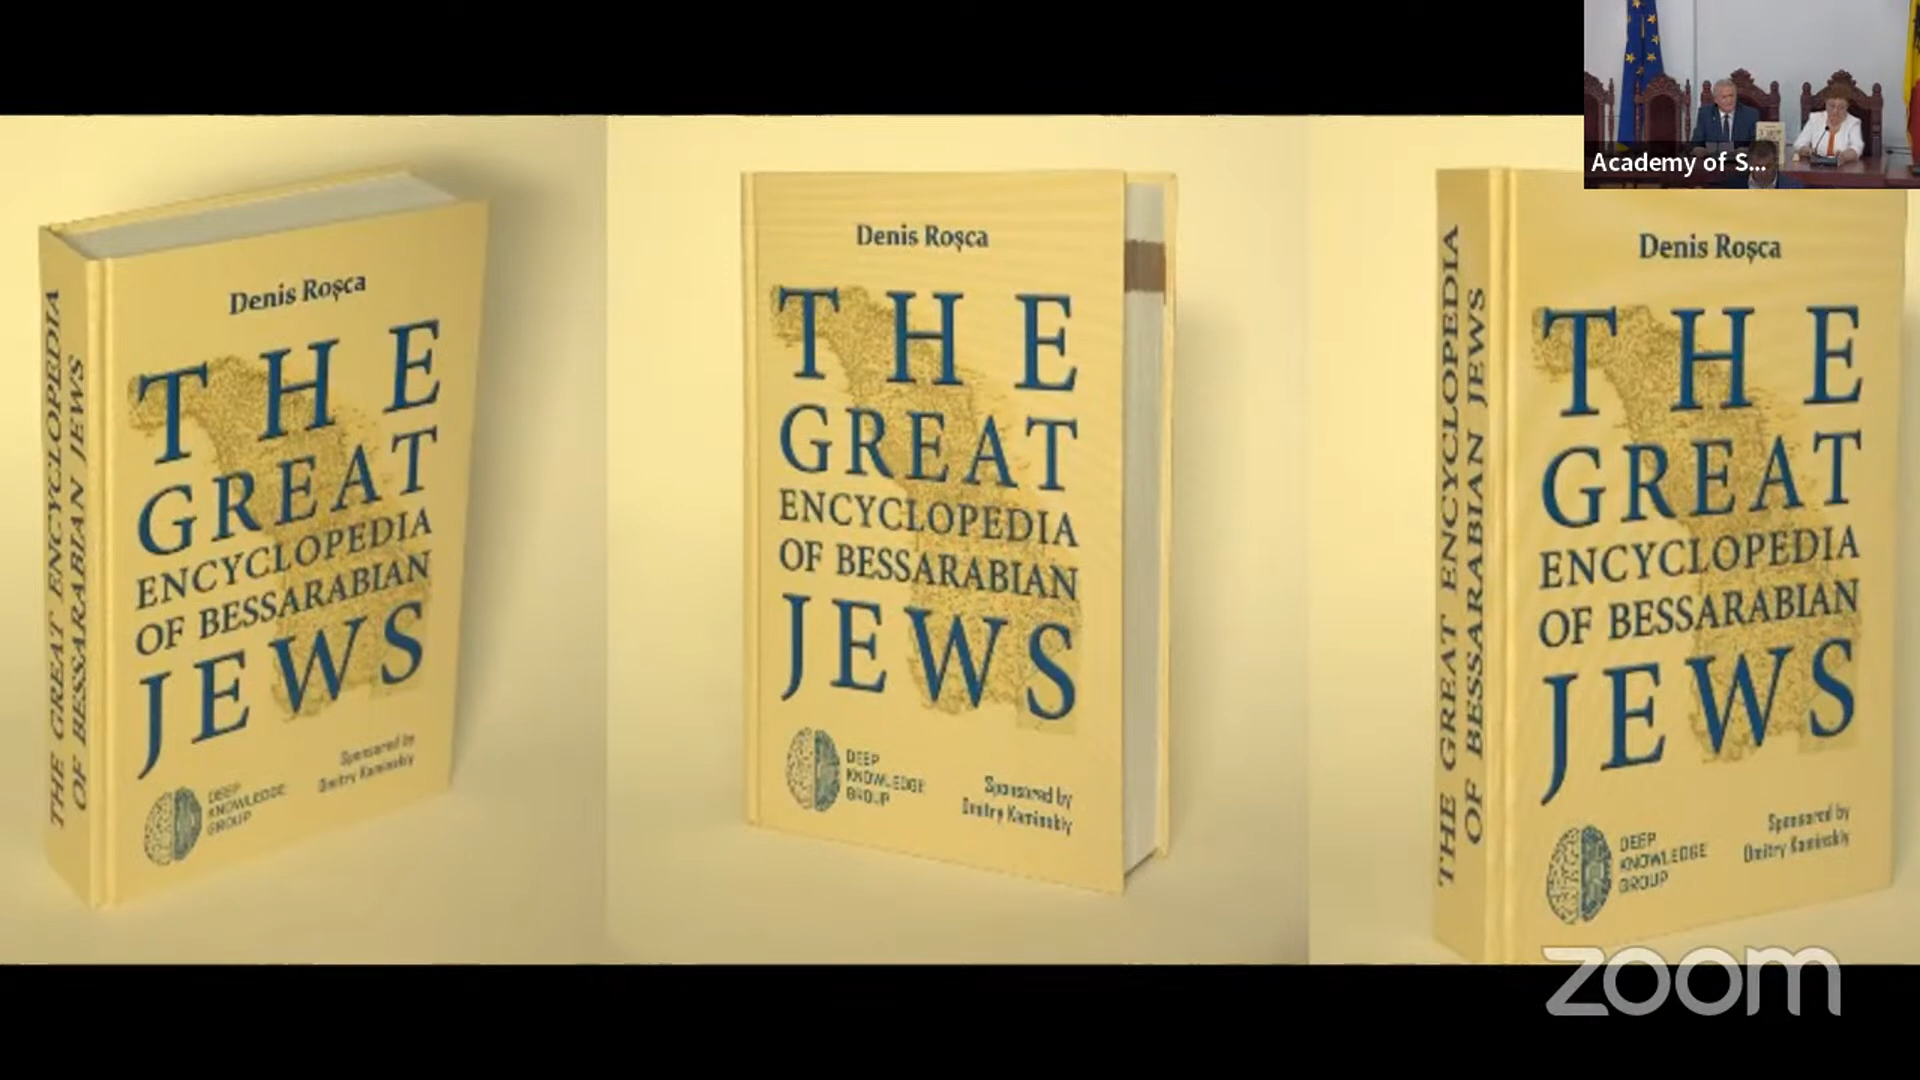 THE GREAT ENCYCLOPEDIA
OF BESSARABIAN JEWS
Denis Roșca
THE
GREAT
ENCYCLOPEDIA
OF BESSARABIAN
JEWS
DEEP
KNOWLEDGE
GROUP
Sponsored by
Dmitry Kaminskiy
Denis Roșca
THE
GREAT
ENCYCLOPEDIA
OF BESSARABIAN
JEWS
DEEP
KNOWLEDGE
GROUP
Sponsored by
Dmitry Kaminskiy
Academy of S...
THE GREAT ENCYCLOPEDIA
OF BESSARABIAN JEWS
Denis Roșca
THE
GREAT
ENCYCLOPEDIA
OF BESSARABIAN
JEWS
DEEP
KNOWLEDGE
GROUP
Sponsored by
Dmitry Kaminskiy
zoom